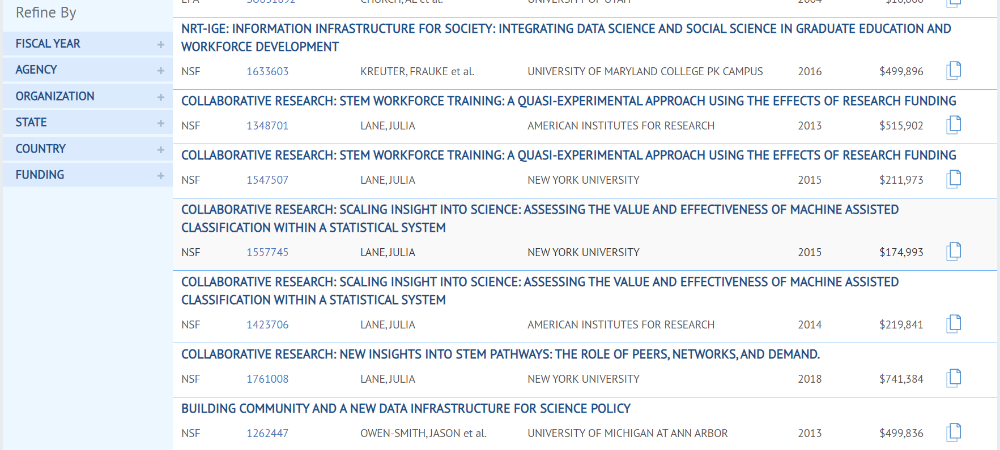 Refine By
FISCAL YEAR
AGENCY
ORGANIZATION
STATE
COUNTRY
FUNDING
EPA SU831892 CHURCH, AL et al. UNIVERSITY OF UTAH 2004
NRT-IGE: INFORMATION INFRASTRUCTURE FOR SOCIETY: INTEGRATING DATA SCIENCE AND SOCIAL SCIENCE IN GRADUATE EDUCATION AND
WORKFORCE DEVELOPMENT
NSF 1633603 KREUTER, FRAUKE et al. UNIVERSITY OF MARYLAND COLLEGE PK CAMPUS 2016 $499,896
COLLABORATIVE RESEARCH: STEM WORKFORCE TRAINING: A QUASI-EXPERIMENTAL APPROACH USING THE EFFECTS OF RESEARCH FUNDING
NSF 1348701 LANE, JULIA AMERICAN INSTITUTES FOR RESEARCH 2013 $515,902
COLLABORATIVE RESEARCH: STEM WORKFORCE TRAINING: A QUASI-EXPERIMENTAL APPROACH USING THE EFFECTS OF RESEARCH FUNDING
NSF 1547507 LANE, JULIA NEW YORK UNIVERSITY 2015 $211,973
COLLABORATIVE RESEARCH: SCALING INSIGHT INTO SCIENCE: ASSESSING THE VALUE AND EFFECTIVENESS OF MACHINE ASSISTED
CLASSIFICATION WITHIN A STATISTICAL SYSTEM
NSF 1557745 LANE, JULIA NEW YORK UNIVERSITY 2015 $174,993
COLLABORATIVE RESEARCH: SCALING INSIGHT INTO SCIENCE: ASSESSING THE VALUE AND EFFECTIVENESS OF MACHINE ASSISTED
CLASSIFICATION WITHIN A STATISTICAL SYSTEM
NSF 1423706 LANE, JULIA AMERICAN INSTITUTES FOR RESEARCH 2014 $219,841
COLLABORATIVE RESEARCH: NEW INSIGHTS INTO STEM PATHWAYS: THE ROLE OF PEERS, NETWORKS, AND DEMAND.
NSF 1761008 LANE, JULIA NEW YORK UNIVERSITY 2018 $741,384
BUILDING COMMUNITY AND A NEW DATA INFRASTRUCTURE FOR SCIENCE POLICY
NSF 1262447 OWEN-SMITH, JASON et al. UNIVERSITY OF MICHIGAN AT ANN ARBOR 2013 $499,836